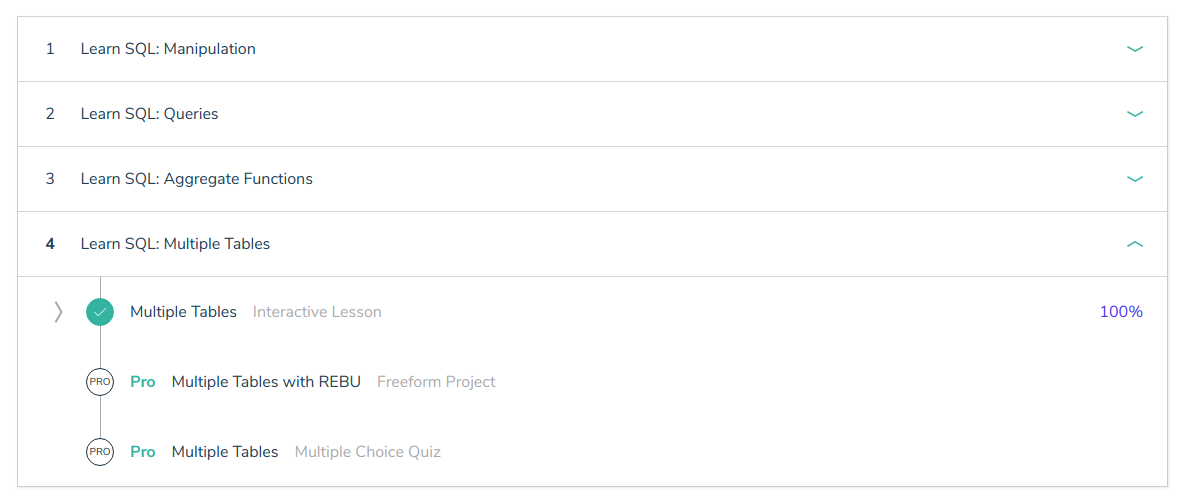 1 Learn SQL: Manipulation
2 Learn SQL: Queries
3 Learn SQL: Aggregate Functions
4 Learn SQL: Multiple Tables
Multiple Tables Interactive Lesson 100%
PRO Pro Multiple Tables with REBU Freeform Project
PRO Pro Multiple Tables Multiple Choice Quiz